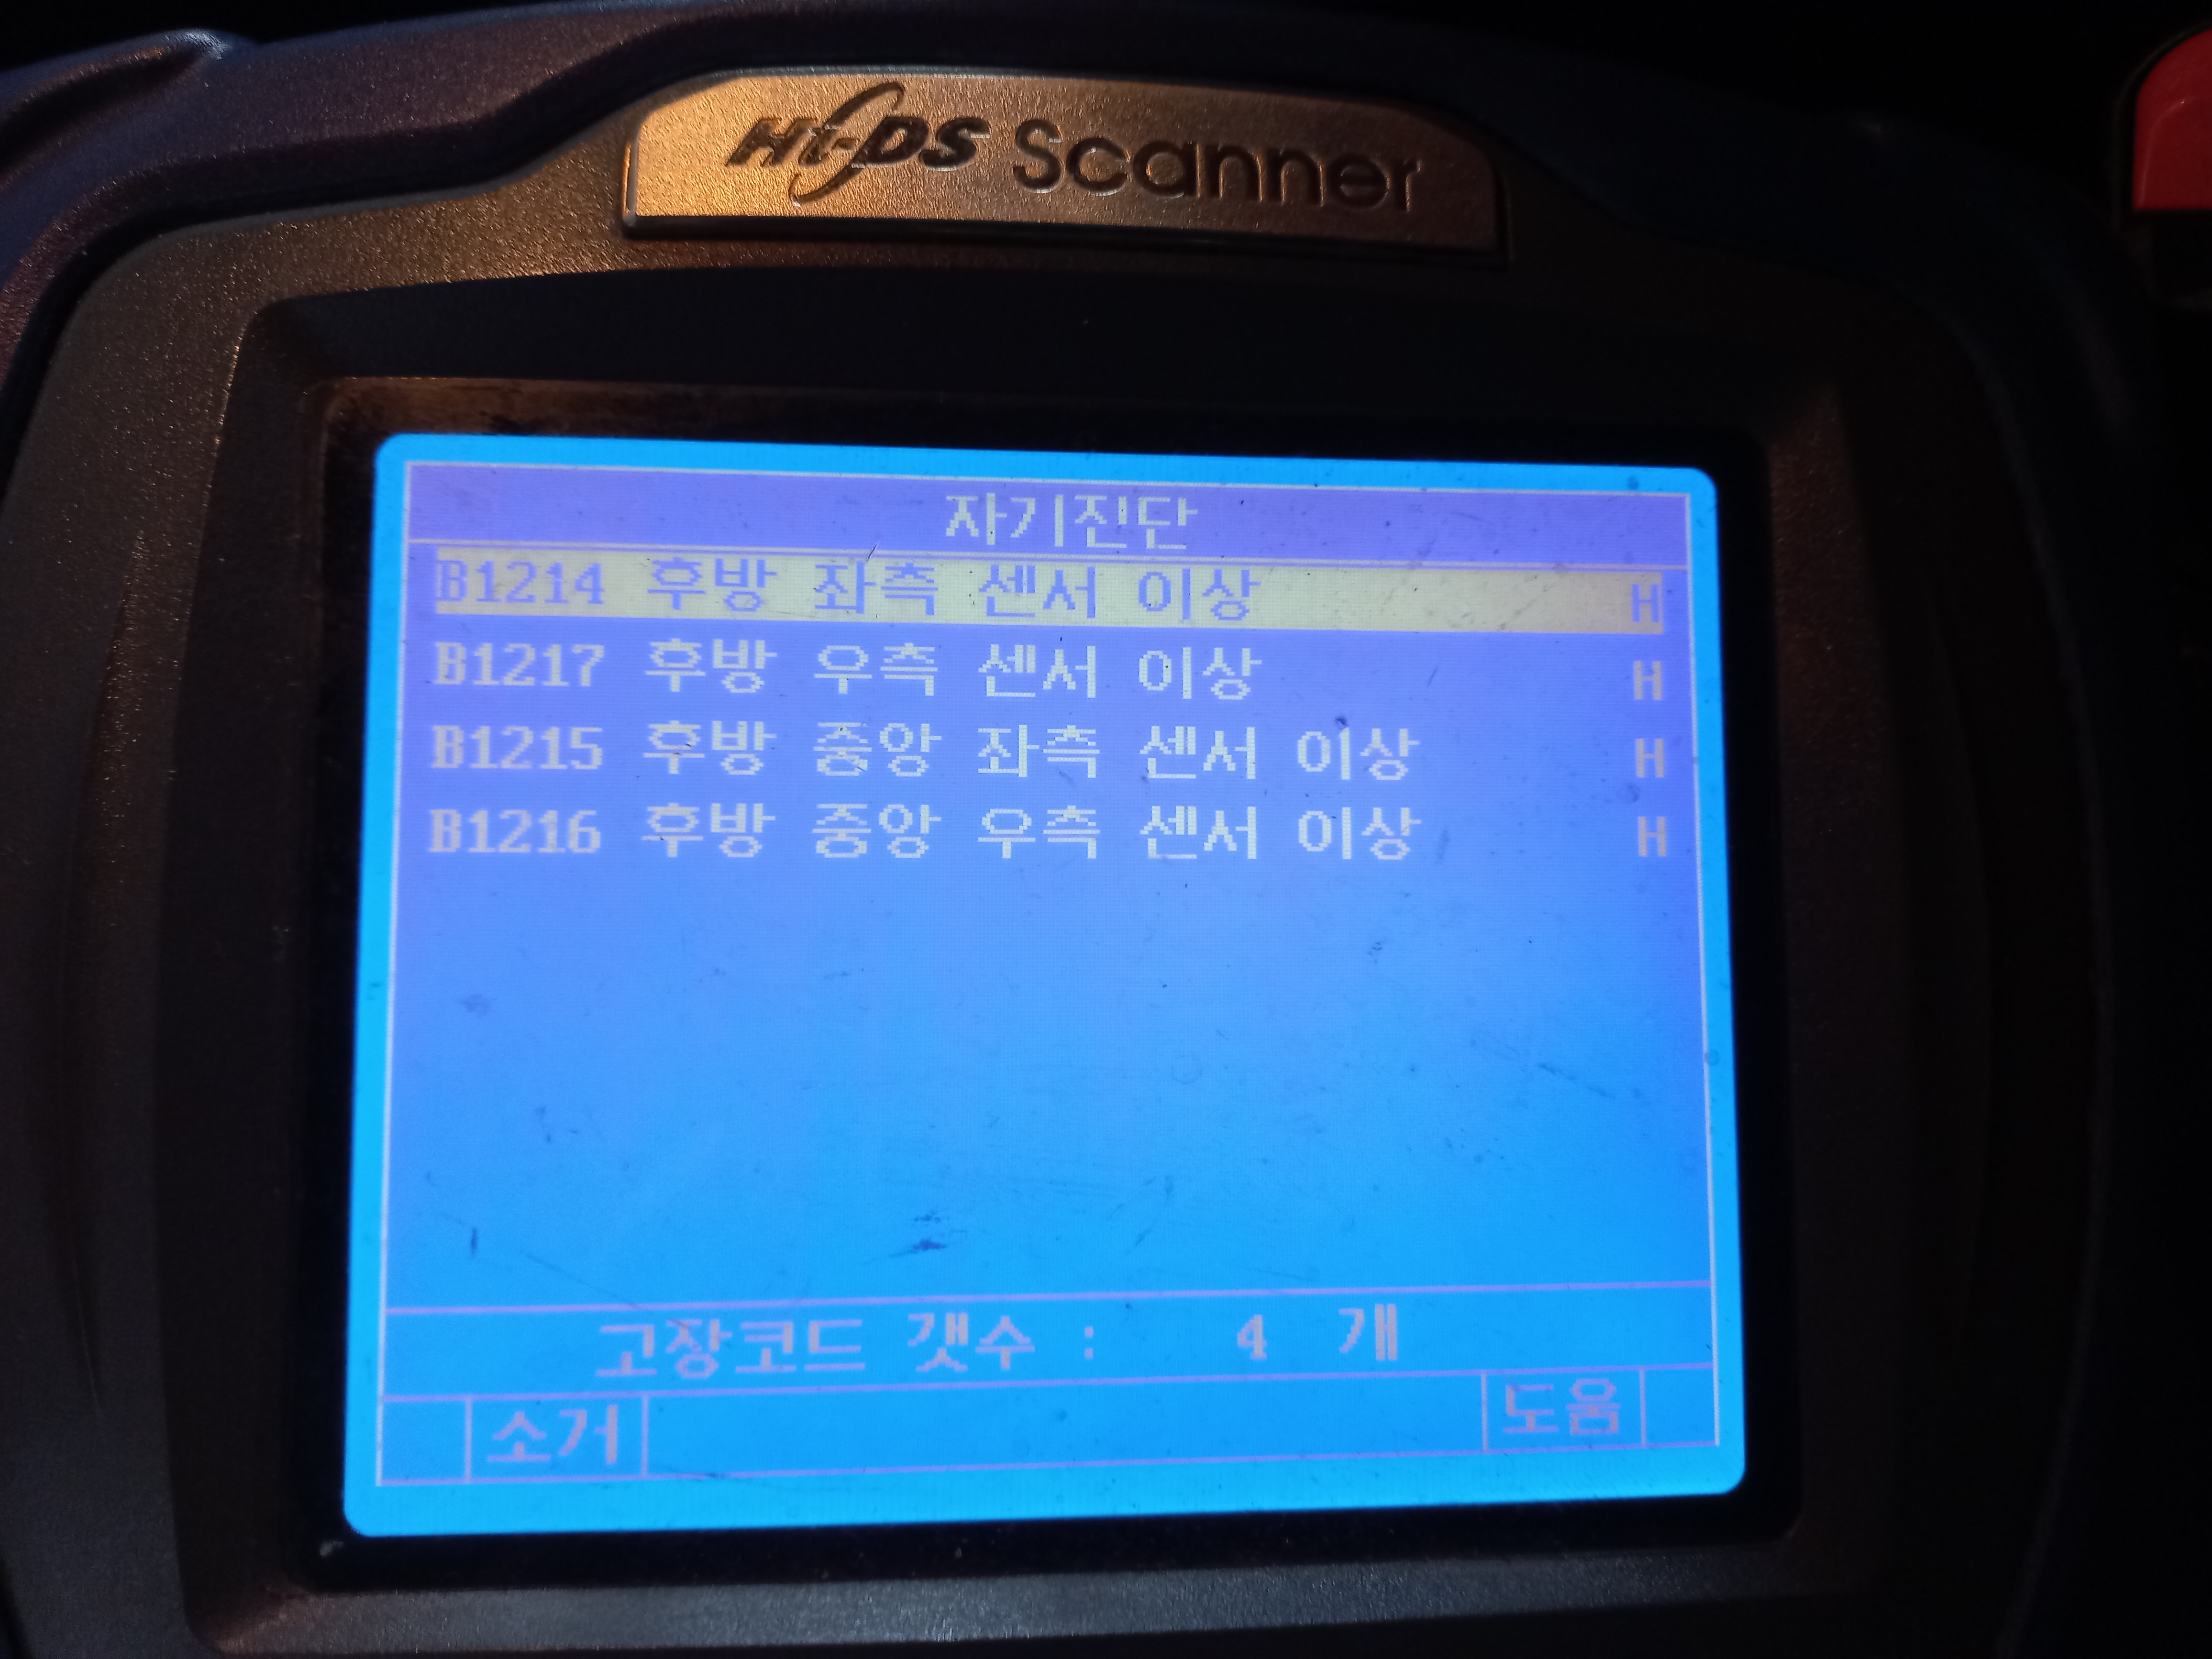 Hi-DS Scanner
자기진단
B1214 후방 좌측 센서 이상 H
B1217 후방 우측 센서 이상 H
B1215 후방 중앙 좌측 센서 이상 H
B1216 후방 중앙 우측 센서 이상 H
고장코드 갯수 : 4 개
소거 도움